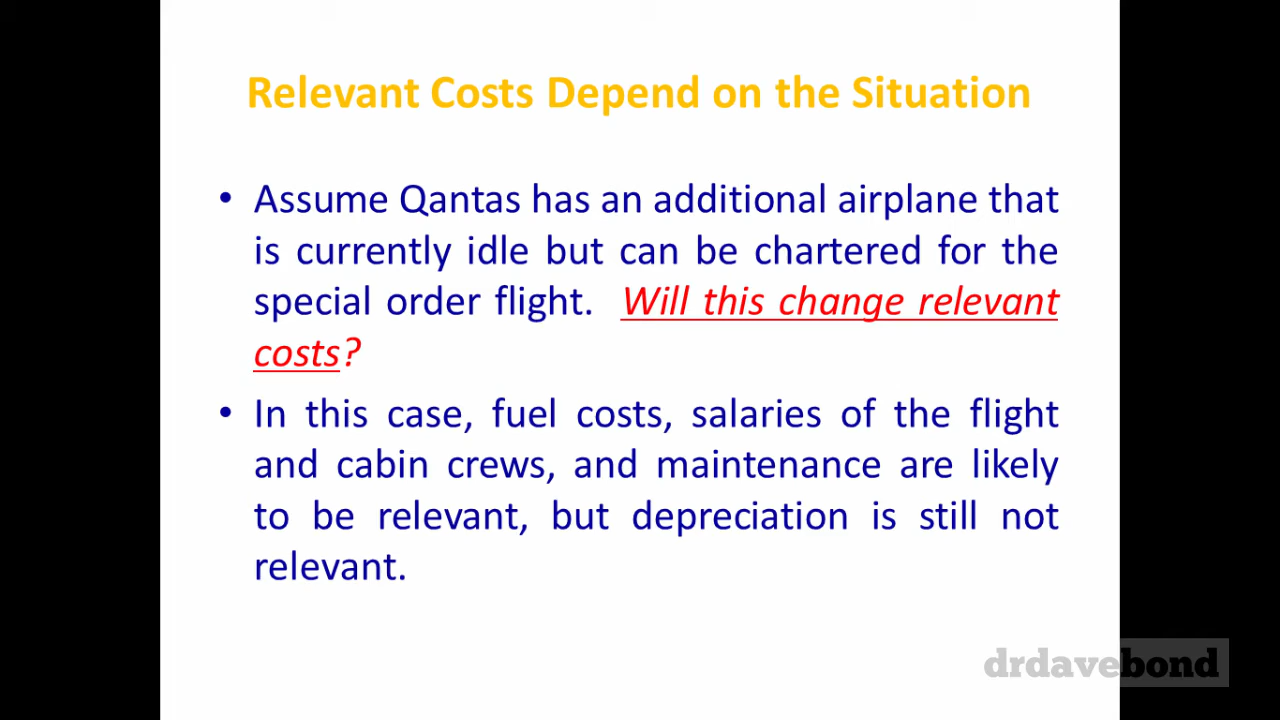 Relevant Costs Depend on the Situation
• Assume Qantas has an additional airplane that
is currently idle but can be chartered for the
special order flight. Will this change relevant
costs?
• In this case, fuel costs, salaries of the flight
and cabin crews, and maintenance are likely
to be relevant, but depreciation is still not
relevant.
drdavebond